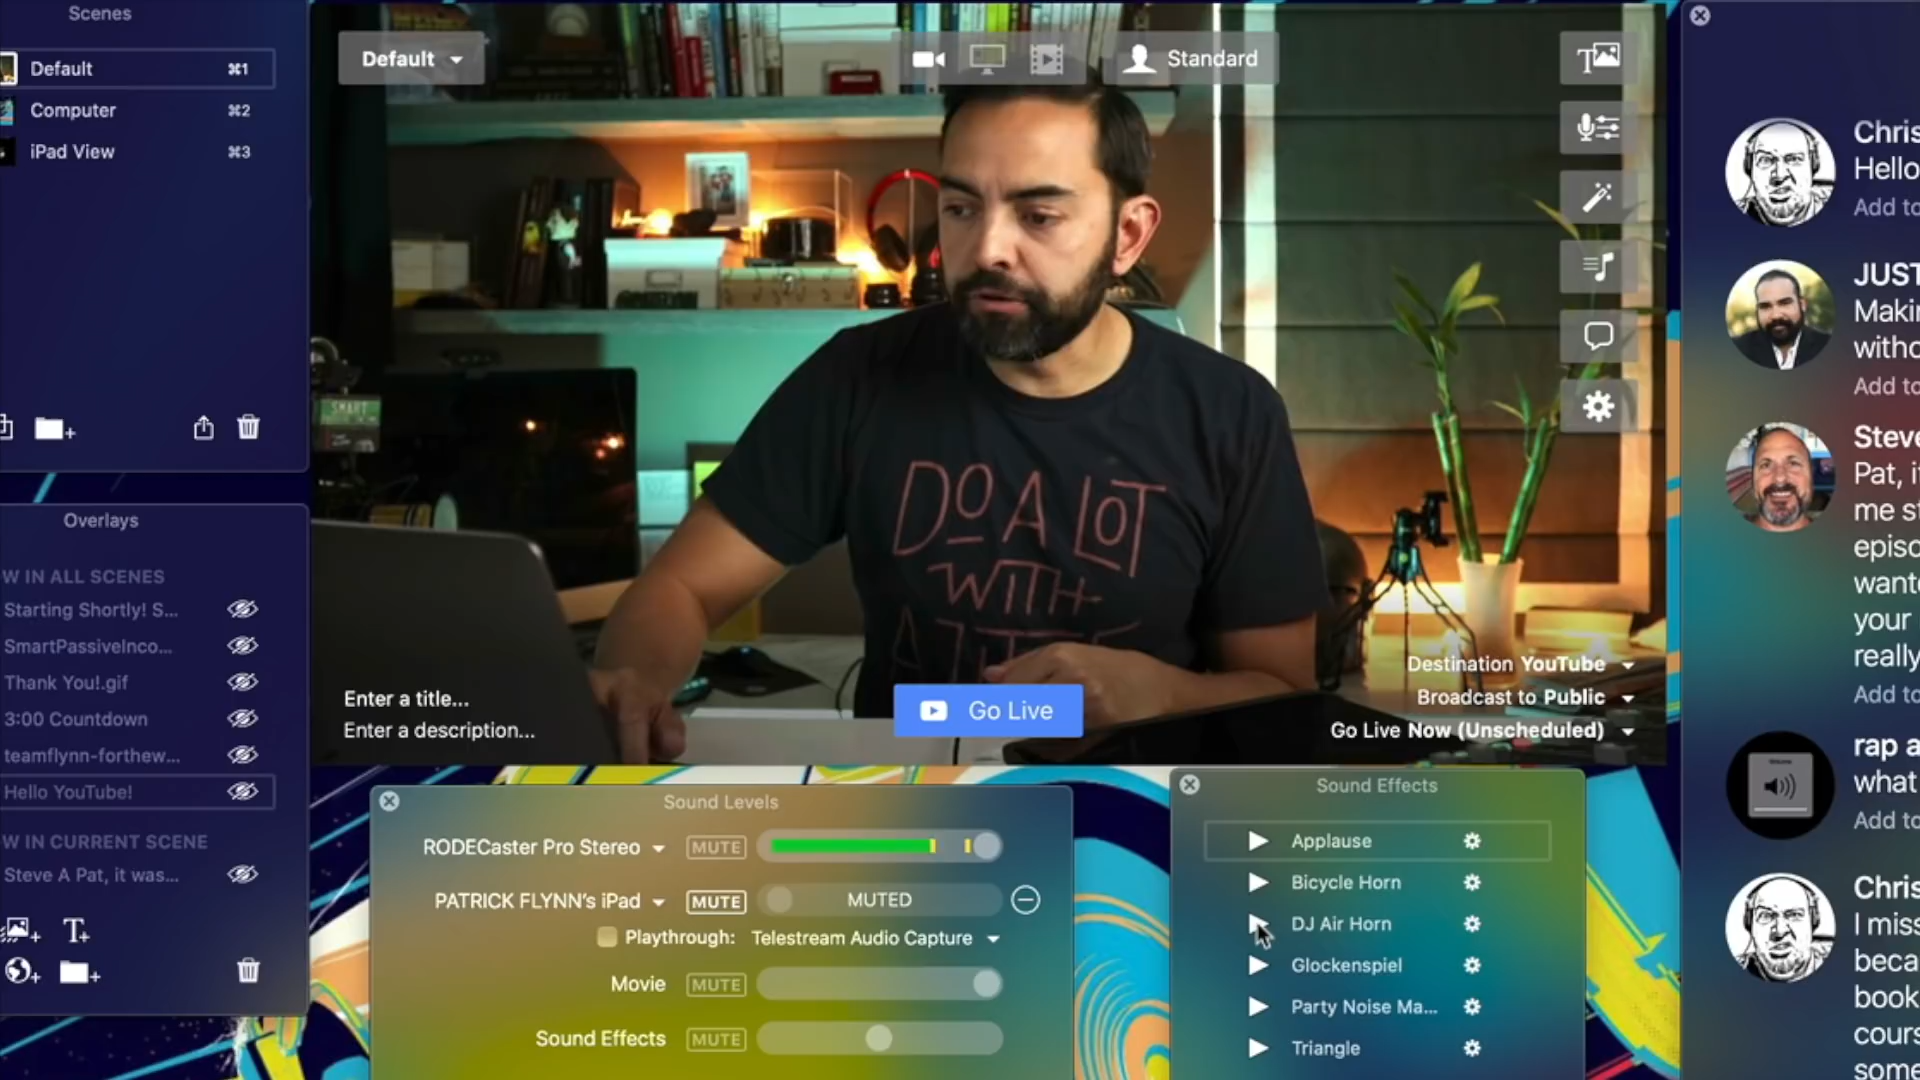 Scenes
Default ⌘1
Computer ⌘2
iPad View ⌘3
Overlays
W IN ALL SCENES
Starting Shortly! S...
SmartPassiveInco...
Thank You!.gif
3:00 Countdown
teamflynn-forthew...
Hello YouTube!
W IN CURRENT SCENE
Steve A Pat, it was...
Default
Standard
SMART
DO A LOT
WITH
Enter a title...
Enter a description...
Go Live
Destination YouTube
Broadcast to Public
Go Live Now (Unscheduled)
Sound Levels
RODECaster Pro Stereo MUTE
PATRICK FLYNN's iPad MUTE MUTED
Playthrough: Telestream Audio Capture
Movie MUTE
Sound Effects MUTE
Sound Effects
Applause
Bicycle Horn
DJ Air Horn
Glockenspiel
Party Noise Ma...
Triangle
Chris
Hello
Add to
JUST
Makin
witho
Add to
Steve
Pat, it
me st
episo
wante
your
really
Add to
rap a
what
Add to
Chris
I miss
beca
book
cours
some